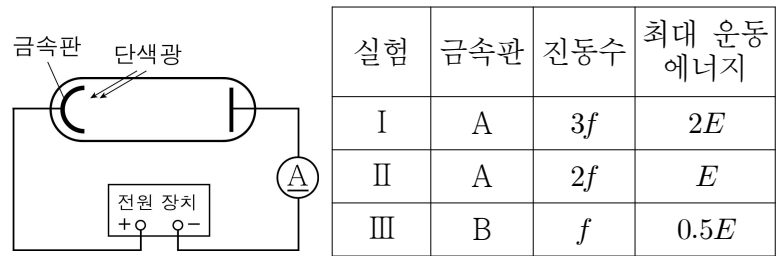 금속판
단색광
A
전원 장치
+ −
실험 금속판 진동수 최대 운동
에너지
Ⅰ A 3f 2E
Ⅱ A 2f E
Ⅲ B f 0.5E